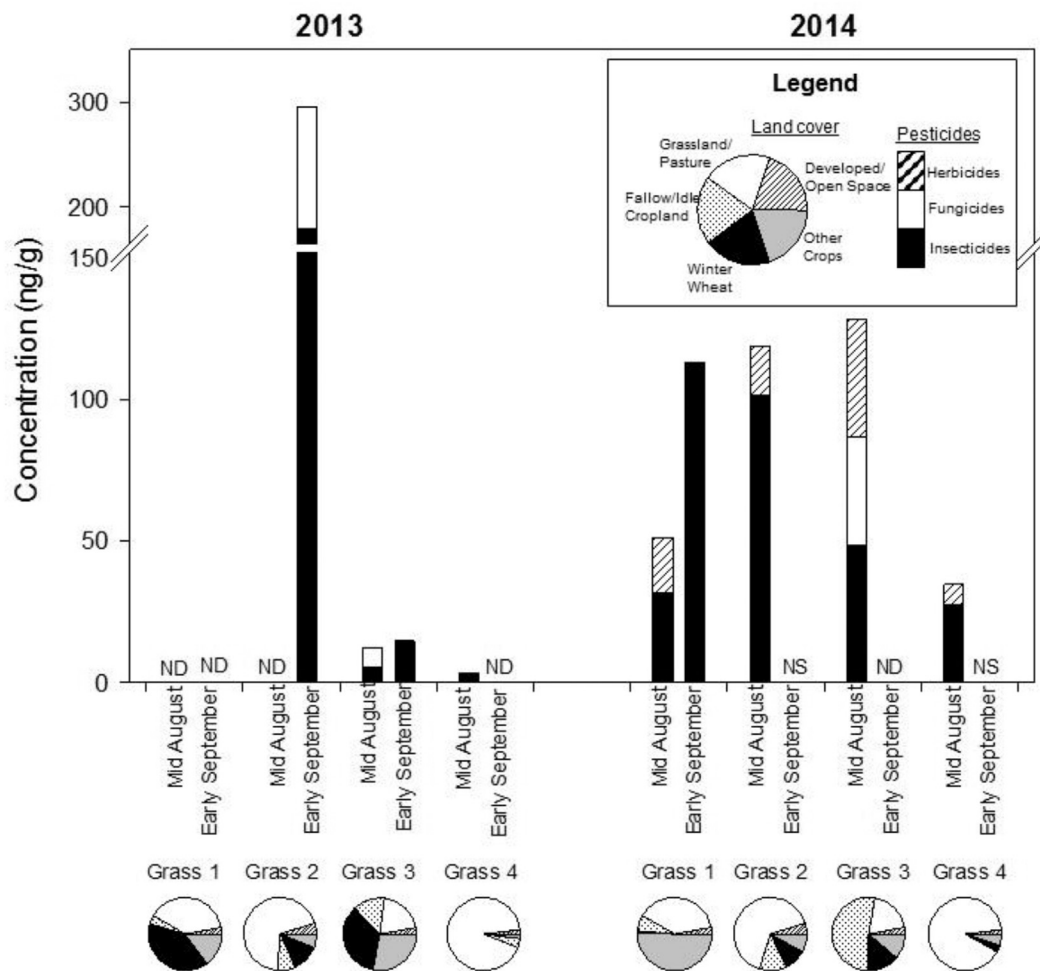 2013
2014
Concentration (ng/g)
300
200
150
100
50
0
Legend
Land cover
Grassland/
Pasture
Developed/
Open Space
Fallow/Idle
Cropland
Other
Crops
Winter
Wheat
Pesticides
Herbicides
Fungicides
Insecticides
ND
ND
ND
ND
NS
ND
NS
Mid August
Early September
Mid August
Early September
Mid August
Early September
Mid August
Early September
Mid August
Early September
Mid August
Early September
Mid August
Early September
Mid August
Early September
Grass 1
Grass 2
Grass 3
Grass 4
Grass 1
Grass 2
Grass 3
Grass 4